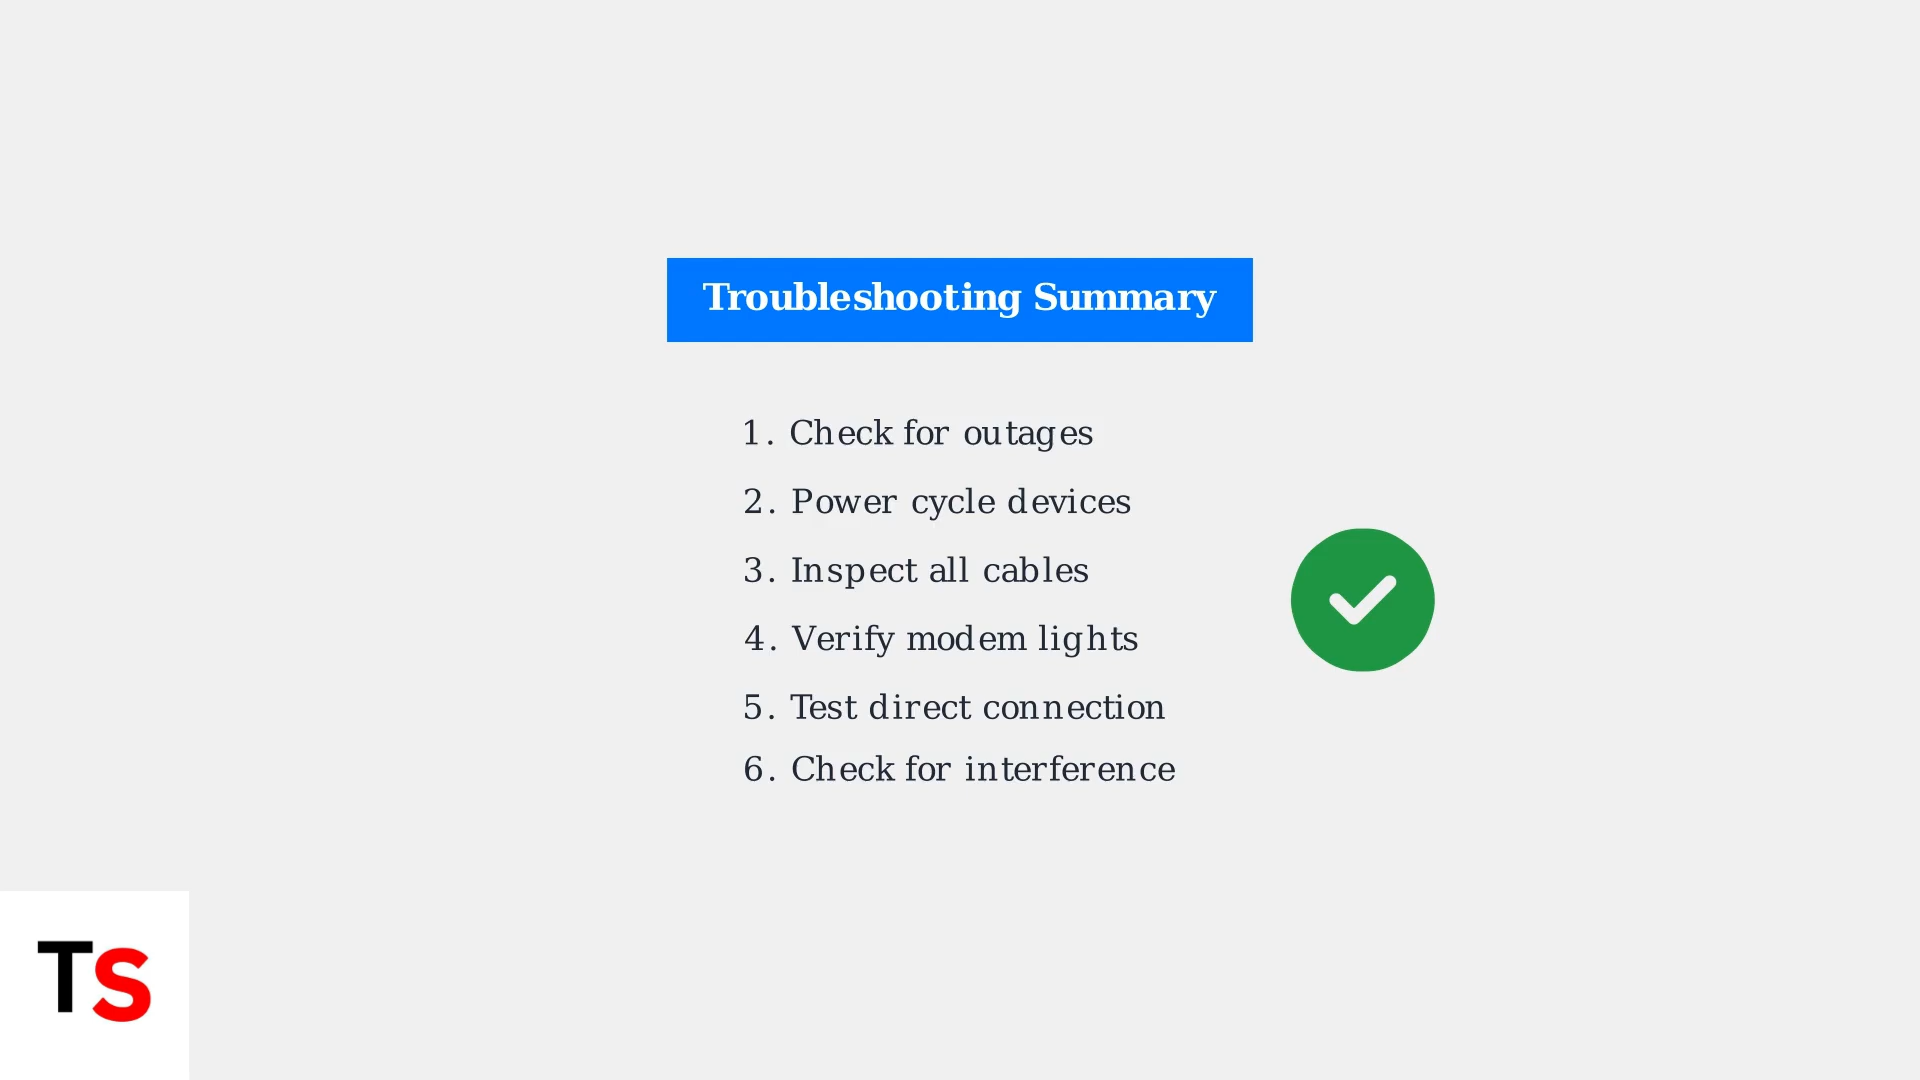 Troubleshooting Summary
1. Check for outages
2. Power cycle devices
3. Inspect all cables
4. Verify modem lights
5. Test direct connection
6. Check for interference
TS